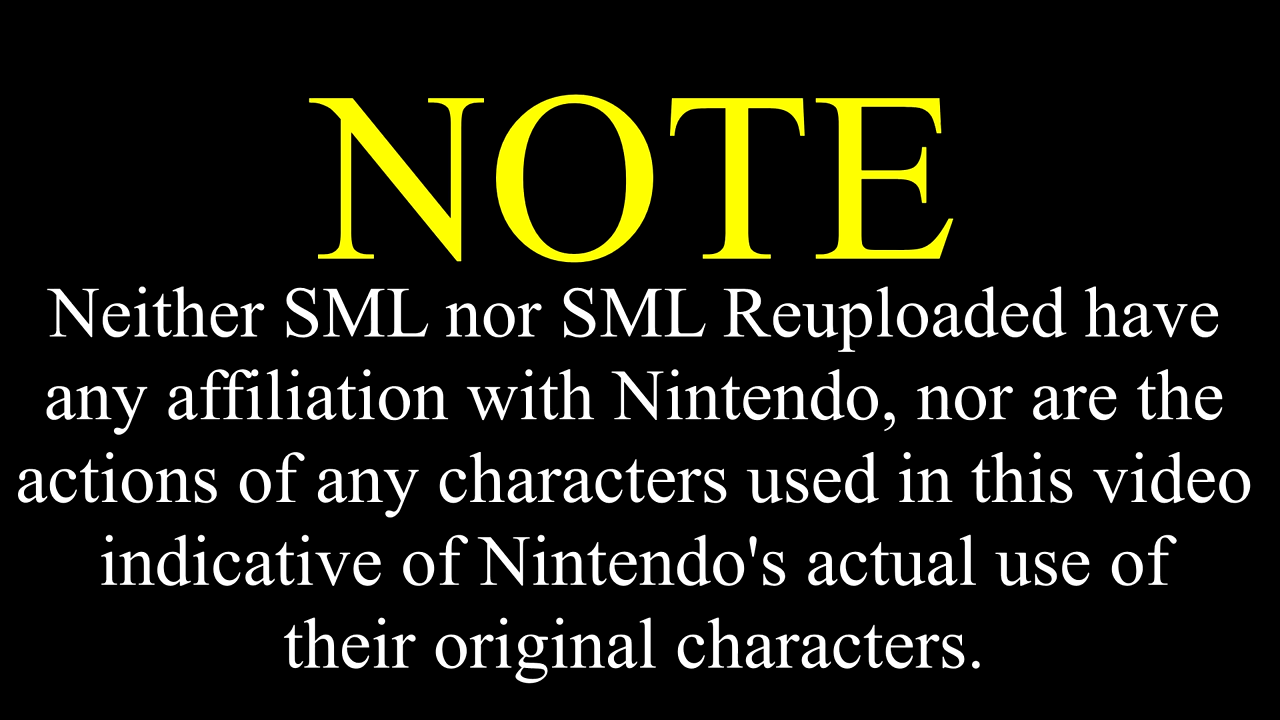 NOTE
Neither SML nor SML Reuploaded have
any affiliation with Nintendo, nor are the
actions of any characters used in this video
indicative of Nintendo's actual use of
their original characters.